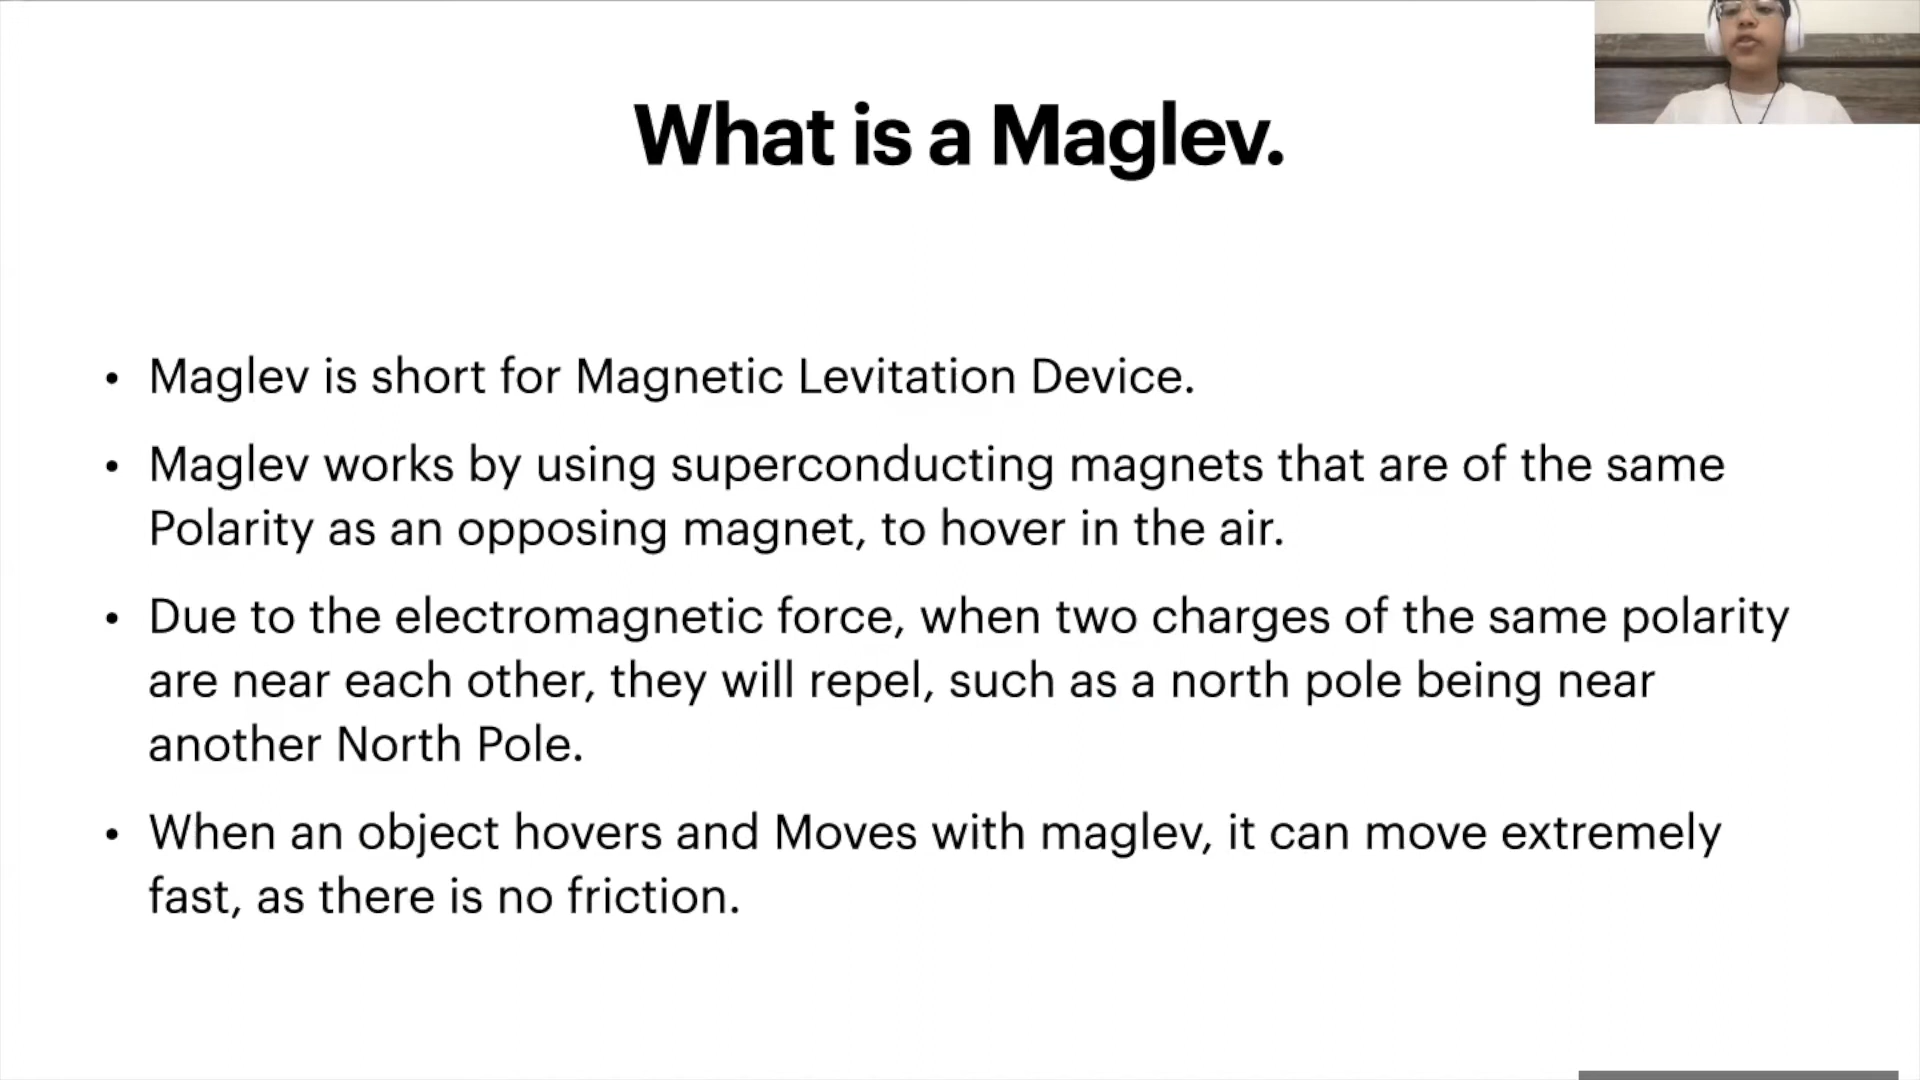 What is a Maglev.
• Maglev is short for Magnetic Levitation Device.
• Maglev works by using superconducting magnets that are of the same
Polarity as an opposing magnet, to hover in the air.
• Due to the electromagnetic force, when two charges of the same polarity
are near each other, they will repel, such as a north pole being near
another North Pole.
• When an object hovers and Moves with maglev, it can move extremely
fast, as there is no friction.